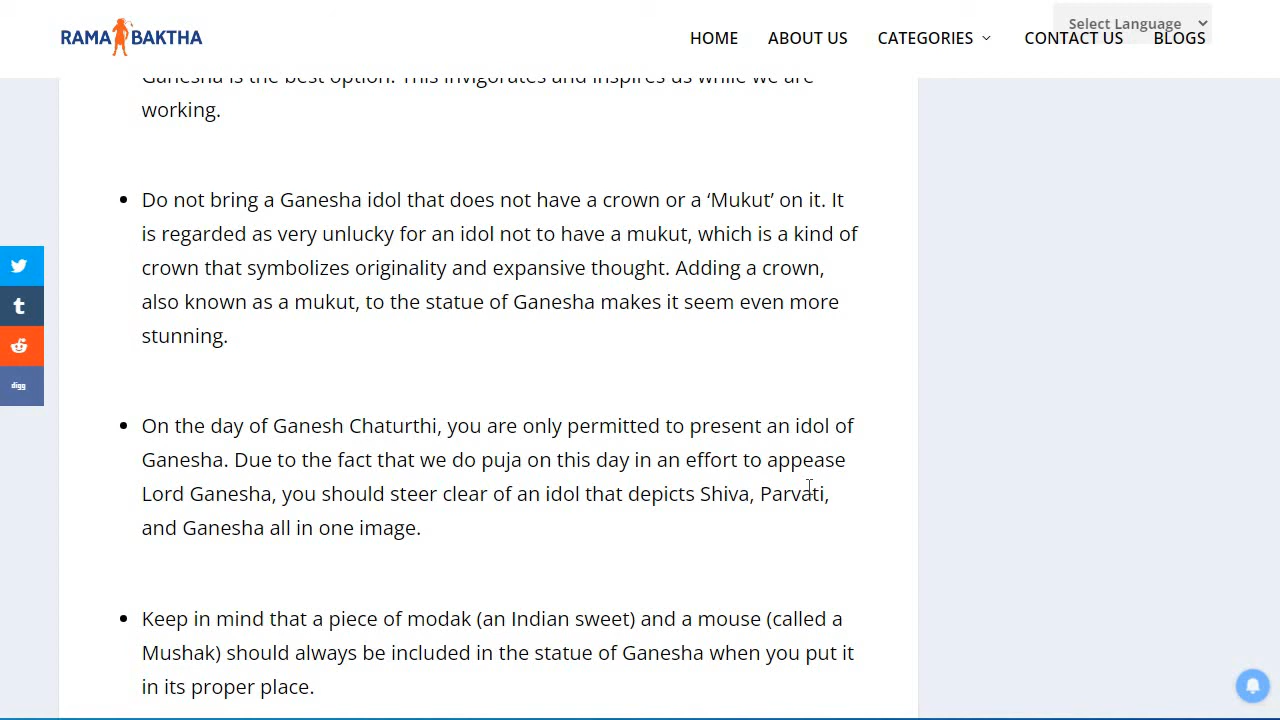 RAMA BAKTHA
HOME ABOUT US CATEGORIES CONTACT US BLOGS
Select Language
Ganesha is the best option. This invigorates and inspires us while we are
working.
Do not bring a Ganesha idol that does not have a crown or a ‘Mukut’ on it. It
is regarded as very unlucky for an idol not to have a mukut, which is a kind of
crown that symbolizes originality and expansive thought. Adding a crown,
also known as a mukut, to the statue of Ganesha makes it seem even more
stunning.
On the day of Ganesh Chaturthi, you are only permitted to present an idol of
Ganesha. Due to the fact that we do puja on this day in an effort to appease
Lord Ganesha, you should steer clear of an idol that depicts Shiva, Parvati,
and Ganesha all in one image.
Keep in mind that a piece of modak (an Indian sweet) and a mouse (called a
Mushak) should always be included in the statue of Ganesha when you put it
in its proper place.
digg